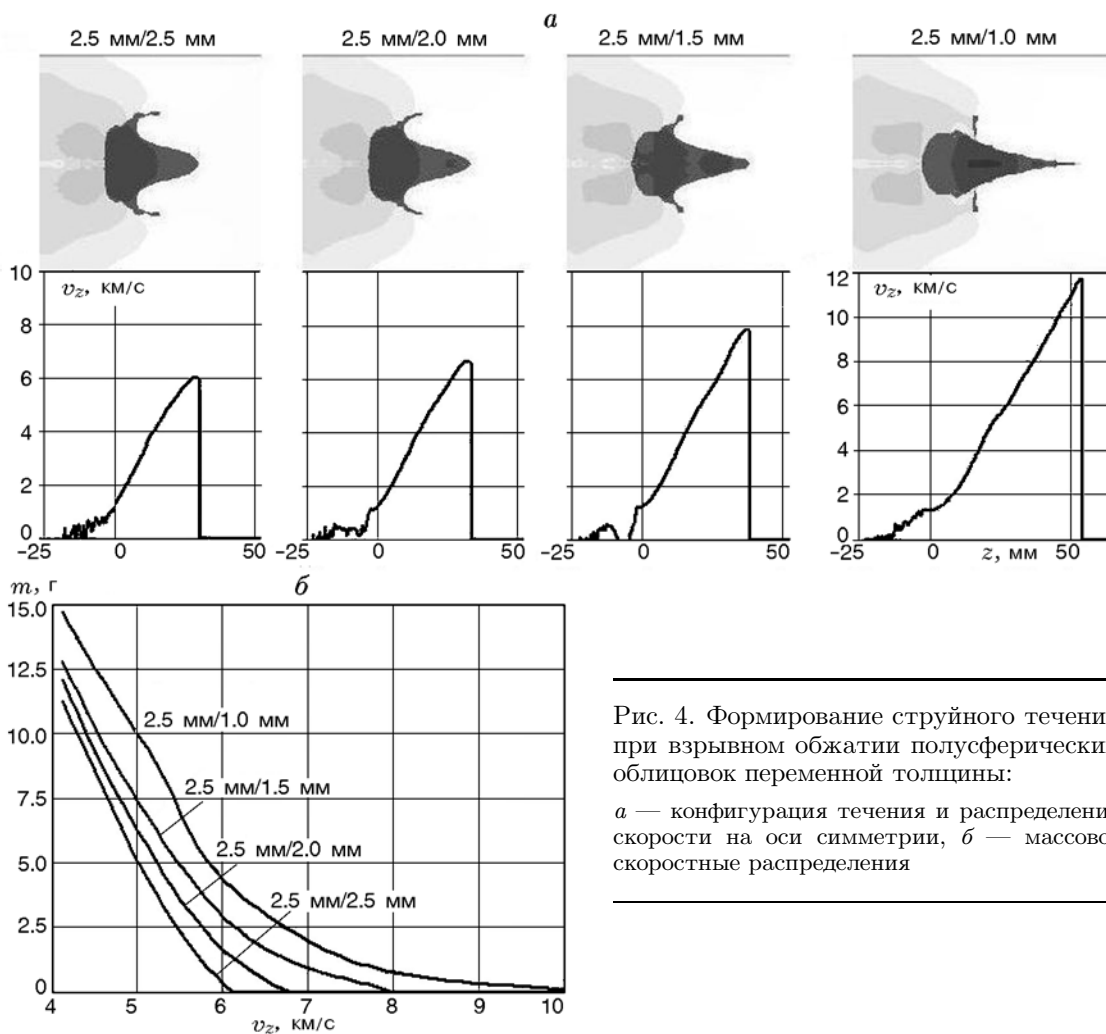 а
2.5 мм/2.5 мм 2.5 мм/2.0 мм 2.5 мм/1.5 мм 2.5 мм/1.0 мм
10
8
6
4
2
0
v_z, км/с
12
10
8
6
4
2
0
v_z, км/с
−25 0 50 −25 0 50 −25 0 50 −25 0 z, мм 50
m, г
б
15.0
12.5
10.0
7.5
5.0
2.5
0
2.5 мм/1.0 мм
2.5 мм/1.5 мм
2.5 мм/2.0 мм
2.5 мм/2.5 мм
4 5 6 7 8 9 10
v_z, км/с
Рис. 4. Формирование струйного течени
при взрывном обжатии полусферически
облицовок переменной толщины:
а — конфигурация течения и распределени
скорости на оси симметрии, б — массово
скоростные распределения